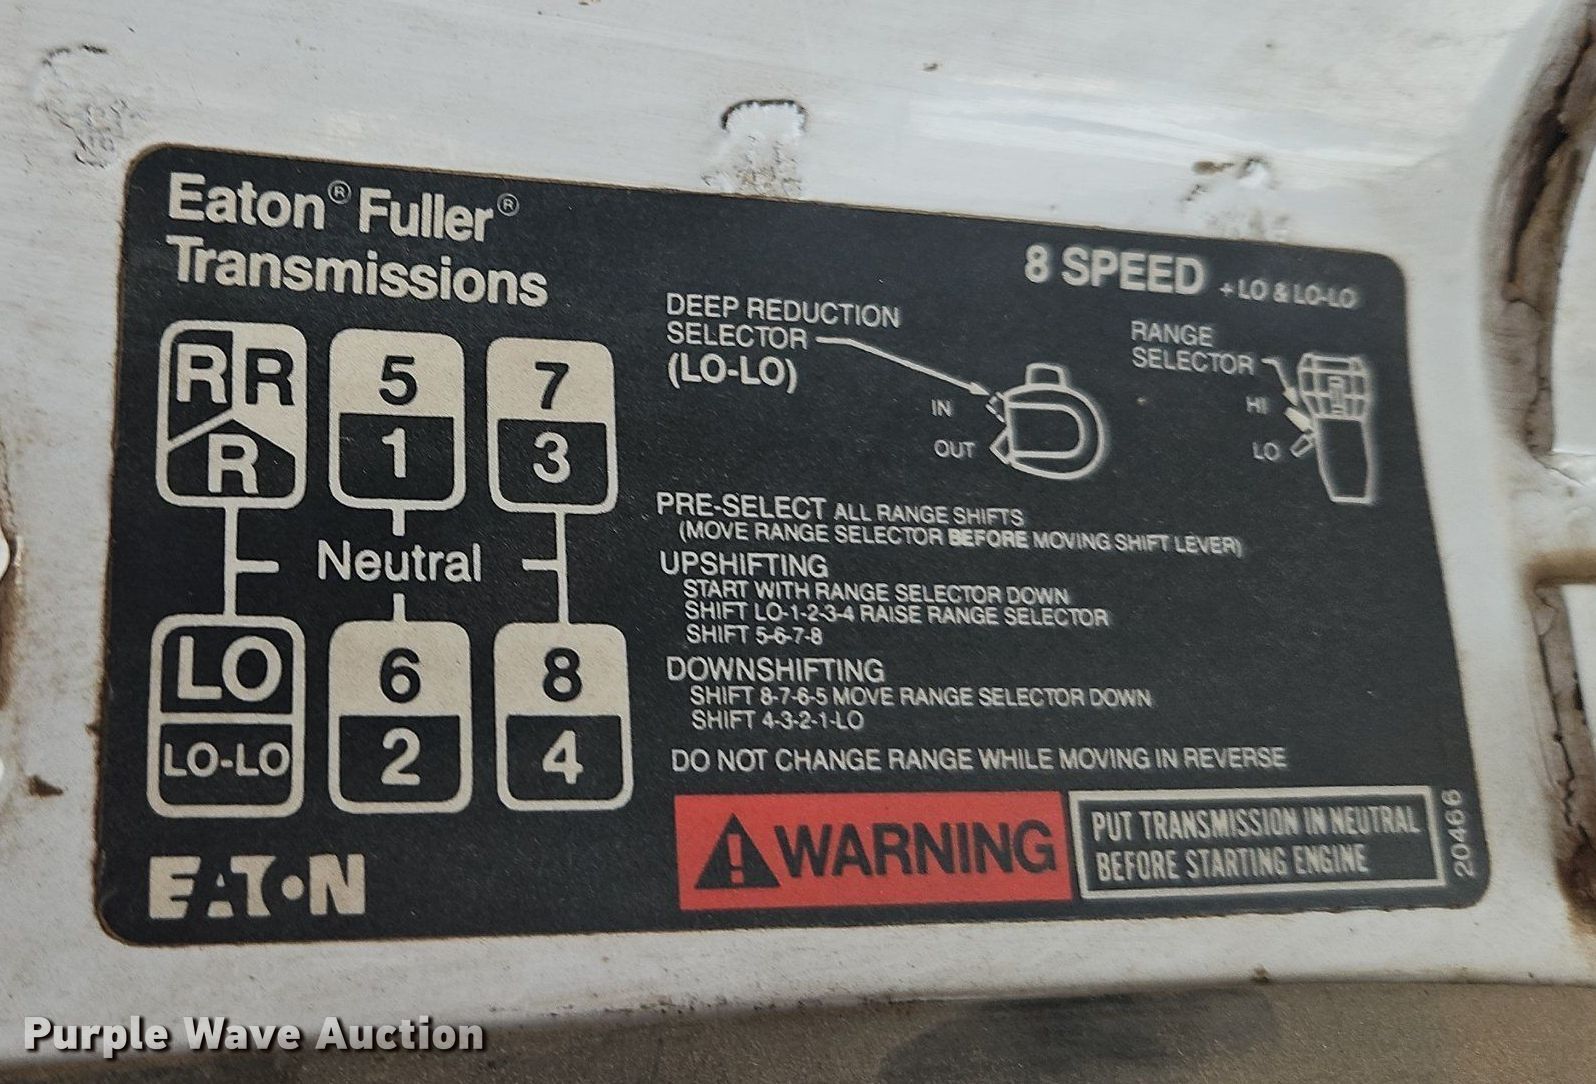 Eaton® Fuller®
Transmissions
8 SPEED + LO & LO-LO
R R
R
5
1
7
3
Neutral
LO
LO-LO
6
2
8
4
EATON
DEEP REDUCTION
SELECTOR
(LO-LO)
IN
OUT
RANGE
SELECTOR
HI
LO
PRE-SELECT ALL RANGE SHIFTS
(MOVE RANGE SELECTOR BEFORE MOVING SHIFT LEVER)
UPSHIFTING
START WITH RANGE SELECTOR DOWN
SHIFT LO-1-2-3-4 RAISE RANGE SELECTOR
SHIFT 5-6-7-8
DOWNSHIFTING
SHIFT 8-7-6-5 MOVE RANGE SELECTOR DOWN
SHIFT 4-3-2-1-LO
DO NOT CHANGE RANGE WHILE MOVING IN REVERSE
! WARNING
PUT TRANSMISSION IN NEUTRAL
BEFORE STARTING ENGINE
20466
Purple Wave Auction